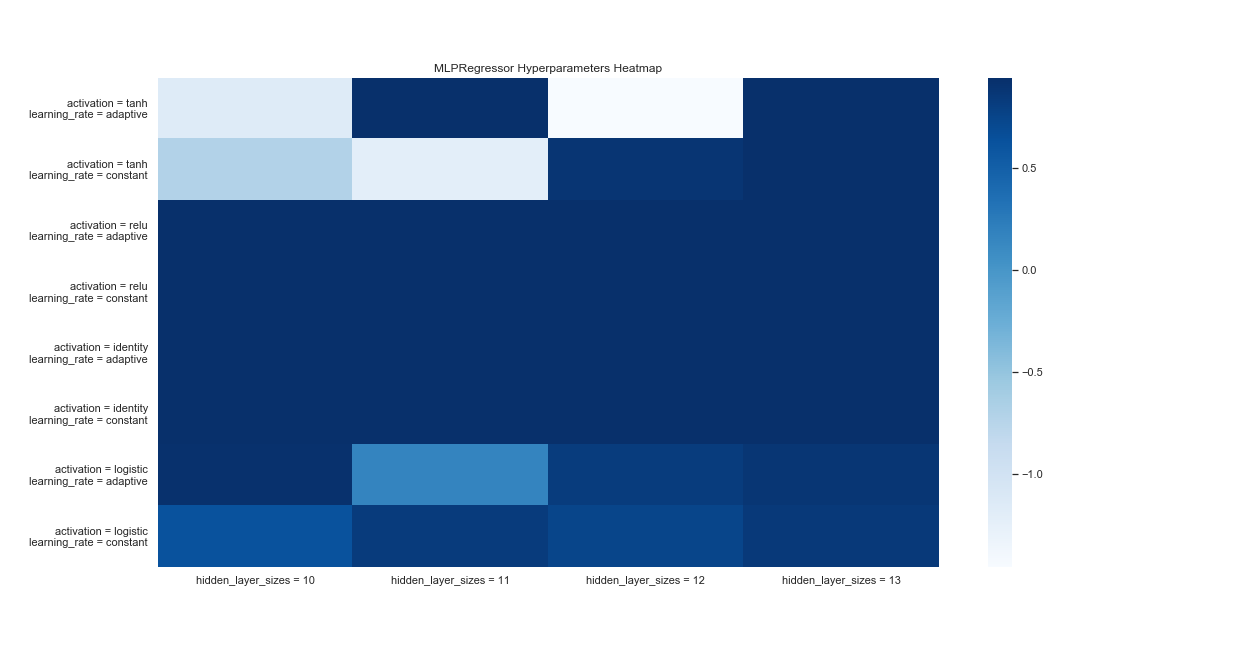 MLPRegressor Hyperparameters Heatmap
activation = tanh
learning_rate = adaptive
activation = tanh
learning_rate = constant
activation = relu
learning_rate = adaptive
activation = relu
learning_rate = constant
activation = identity
learning_rate = adaptive
activation = identity
learning_rate = constant
activation = logistic
learning_rate = adaptive
activation = logistic
learning_rate = constant
hidden_layer_sizes = 10
hidden_layer_sizes = 11
hidden_layer_sizes = 12
hidden_layer_sizes = 13
0.5
0.0
−0.5
−1.0